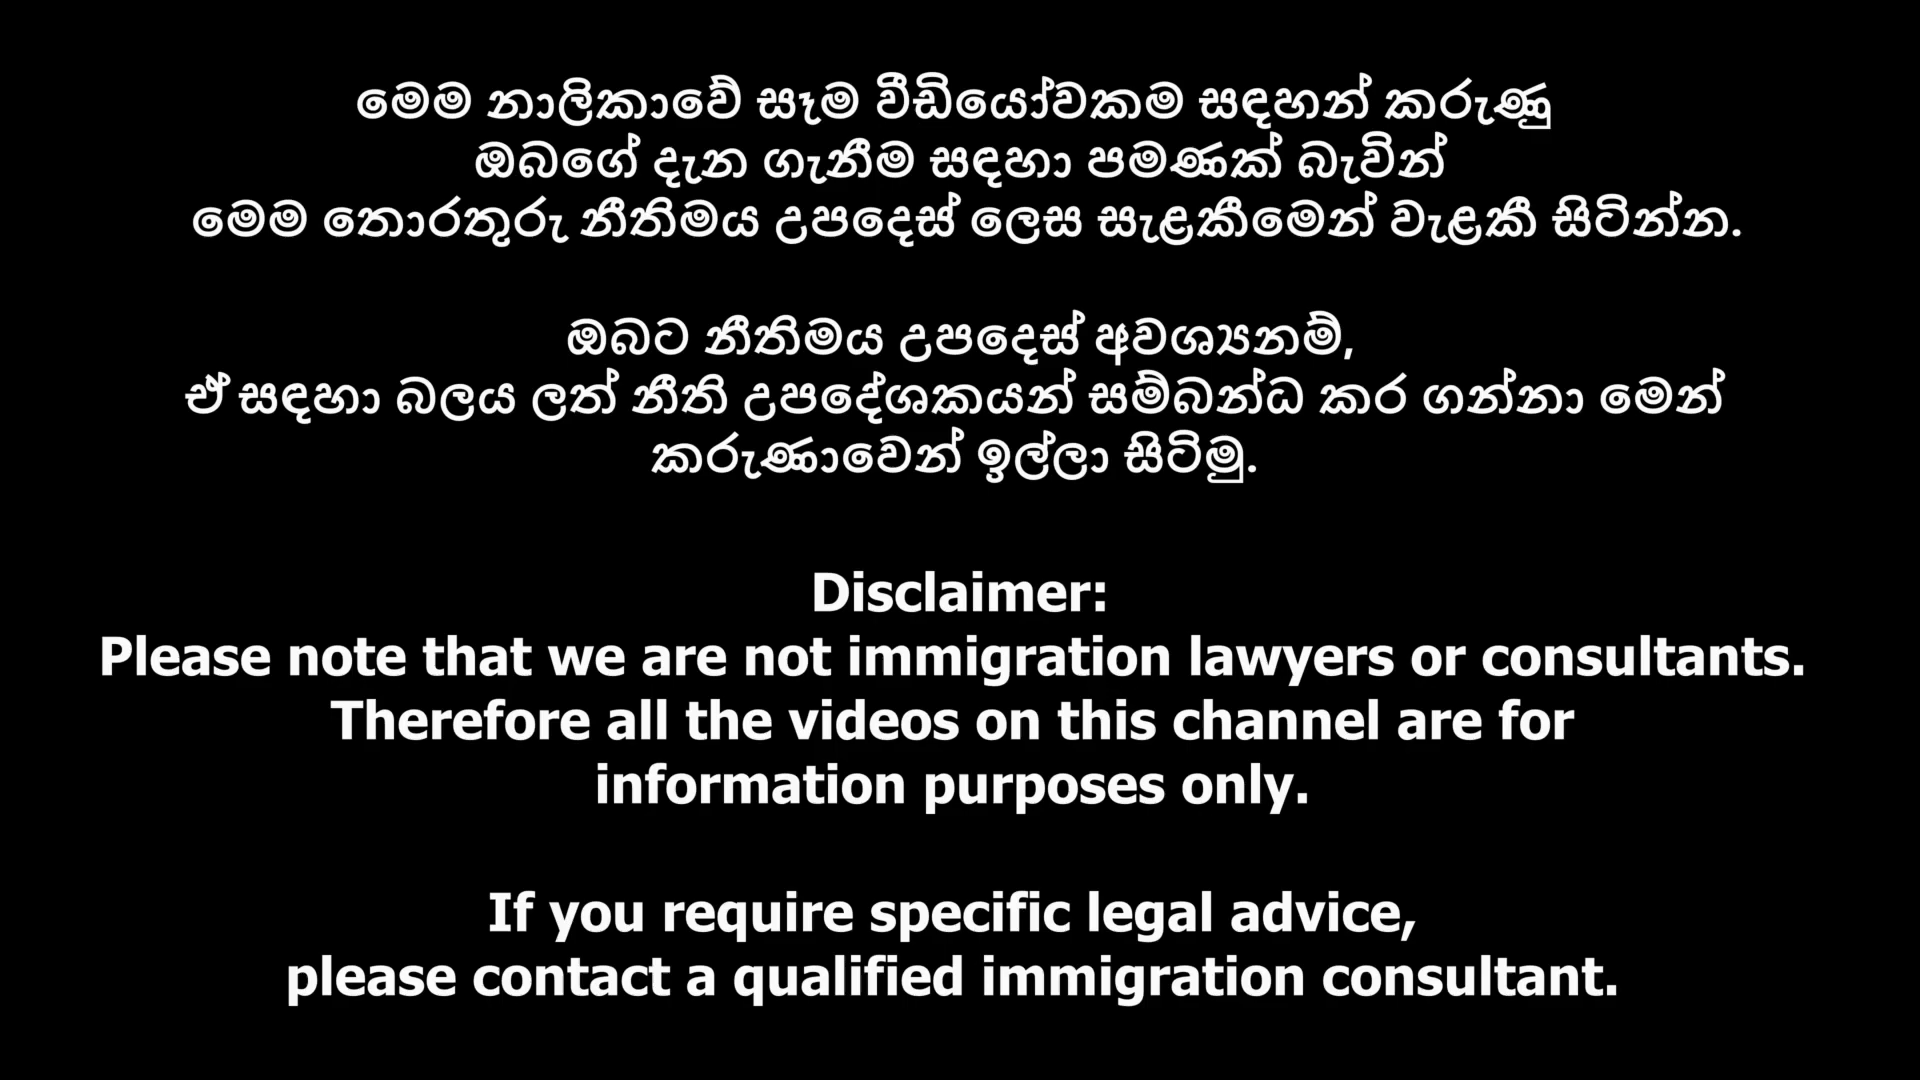 මෙම නාලිකාවේ සෑම වීඩියෝවකම සඳහන් කරුණු
ඔබගේ දැන ගැනීම සඳහා පමණක් බැවින්
මෙම තොරතුරු නීතිමය උපදෙස් ලෙස සැළකීමෙන් වැළකී සිටින්න.
ඔබට නීතිමය උපදෙස් අවශ්‍යනම්,
ඒ සඳහා බලය ලත් නීති උපදේශකයන් සම්බන්ධ කර ගන්නා මෙන්
කරුණාවෙන් ඉල්ලා සිටිමු.
Disclaimer:
Please note that we are not immigration lawyers or consultants.
Therefore all the videos on this channel are for
information purposes only.
If you require specific legal advice,
please contact a qualified immigration consultant.